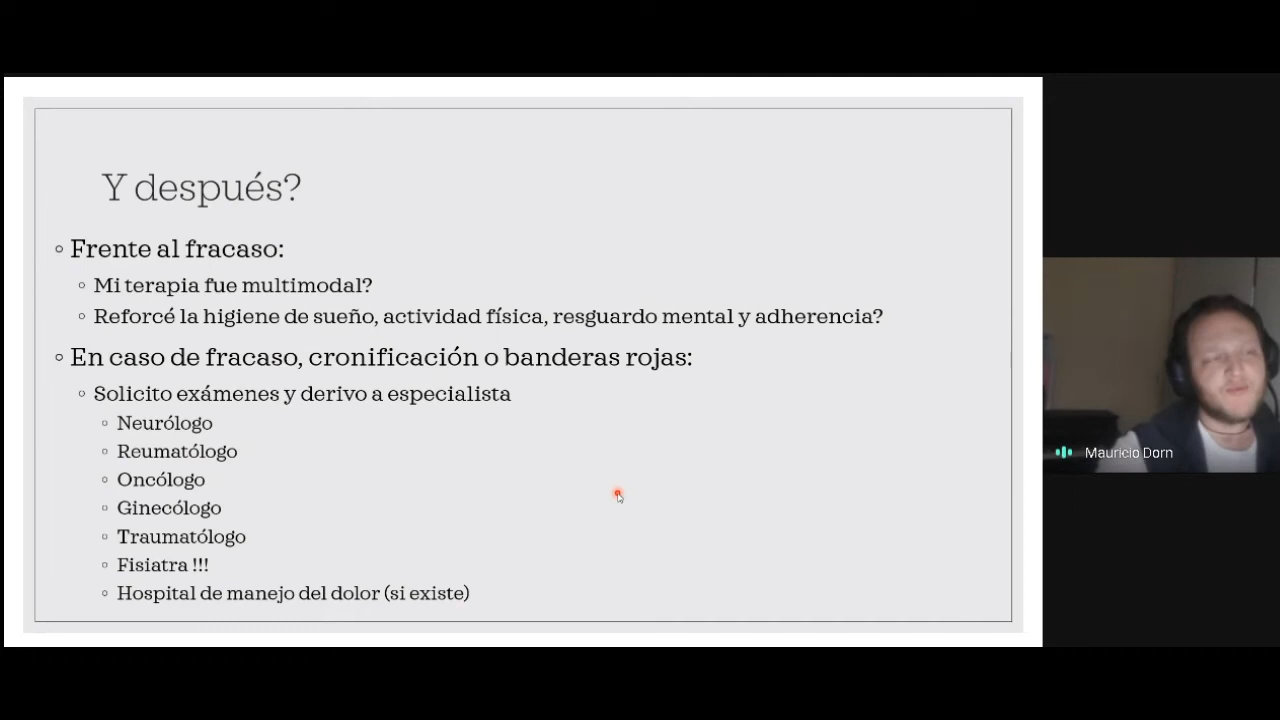 Y después?
Frente al fracaso:
Mi terapia fue multimodal?
Reforcé la higiene de sueño, actividad física, resguardo mental y adherencia?
En caso de fracaso, cronificación o banderas rojas:
Solicito exámenes y derivo a especialista
Neurólogo
Reumatólogo
Oncólogo
Ginecólogo
Traumatólogo
Fisiatra !!!
Hospital de manejo del dolor (si existe)
Mauricio Dorn